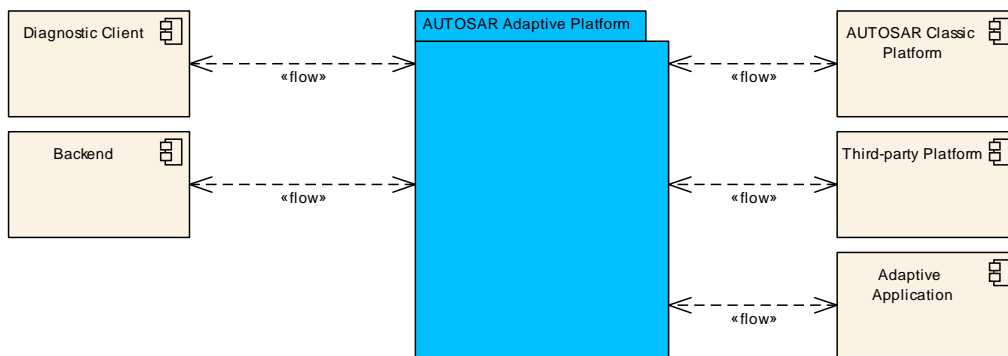 Diagnostic Client
«flow»
AUTOSAR Adaptive Platform
«flow»
AUTOSAR Classic
Platform
Backend
«flow»
«flow»
Third-party Platform
«flow»
Adaptive
Application